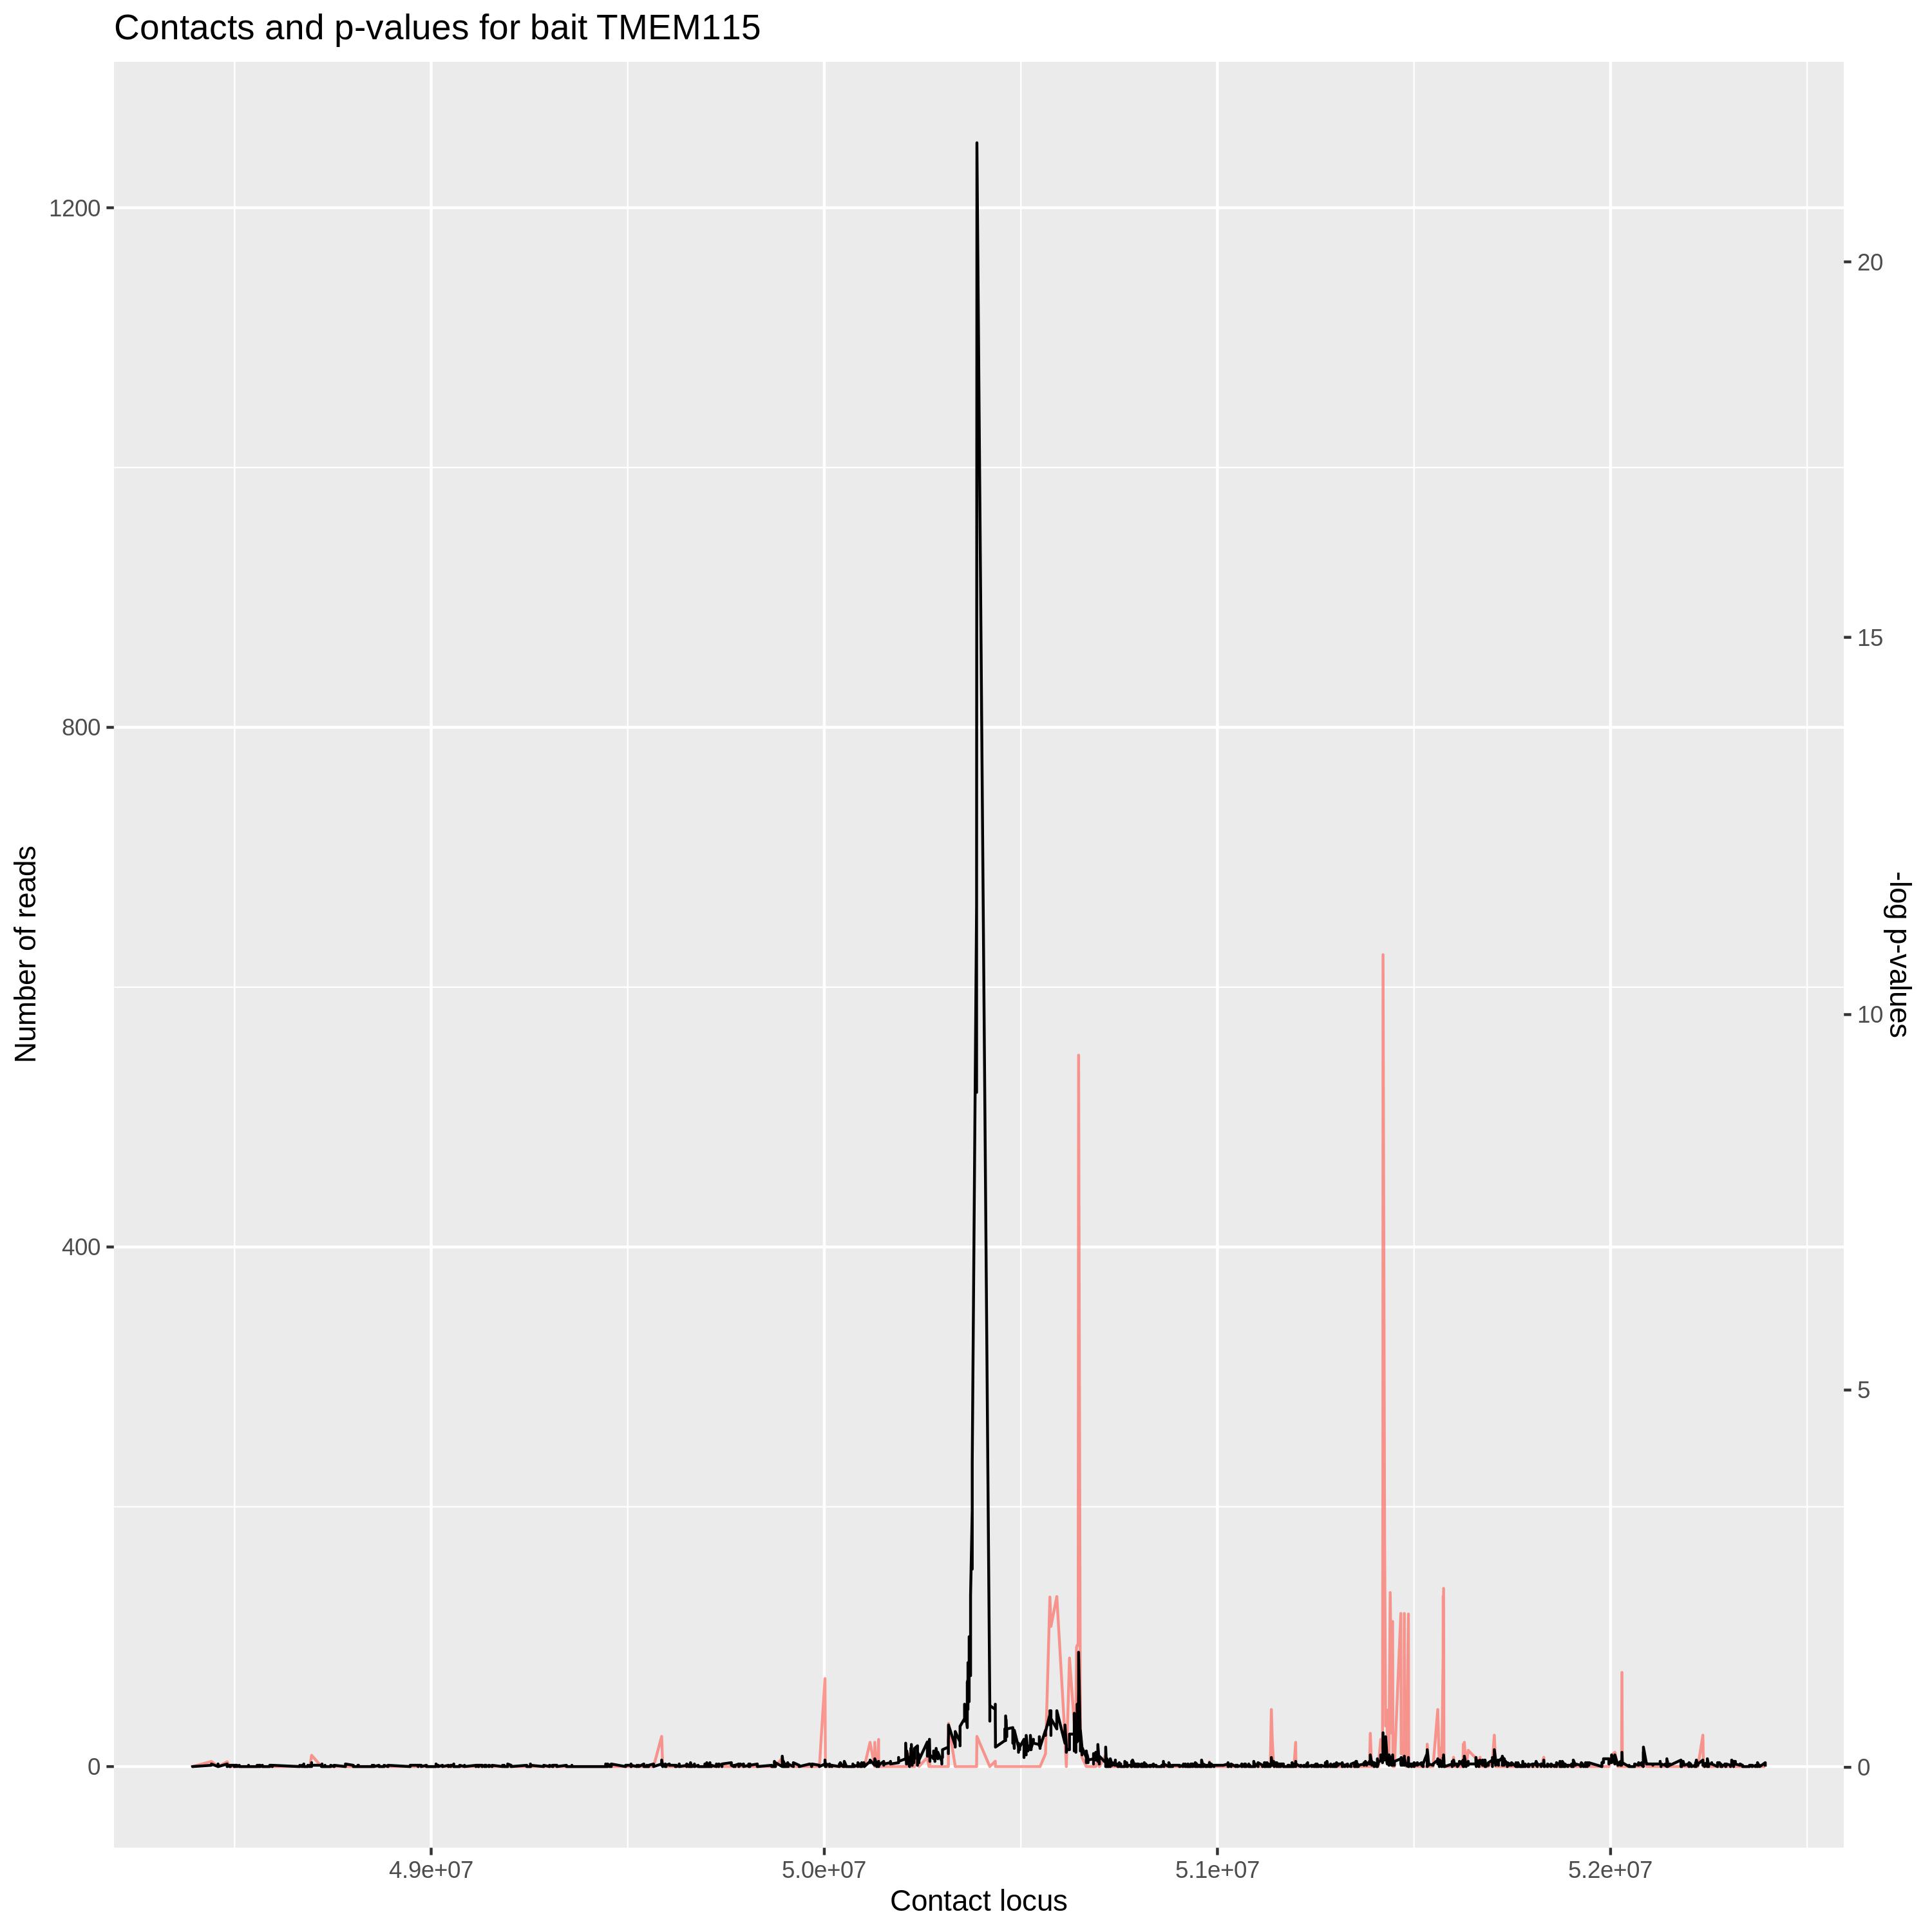 Contacts and p-values for bait TMEM115
1200
800
400
0
Number of reads
20
15
10
5
0
-log p-values
4.9e+07
5.0e+07
5.1e+07
5.2e+07
Contact locus